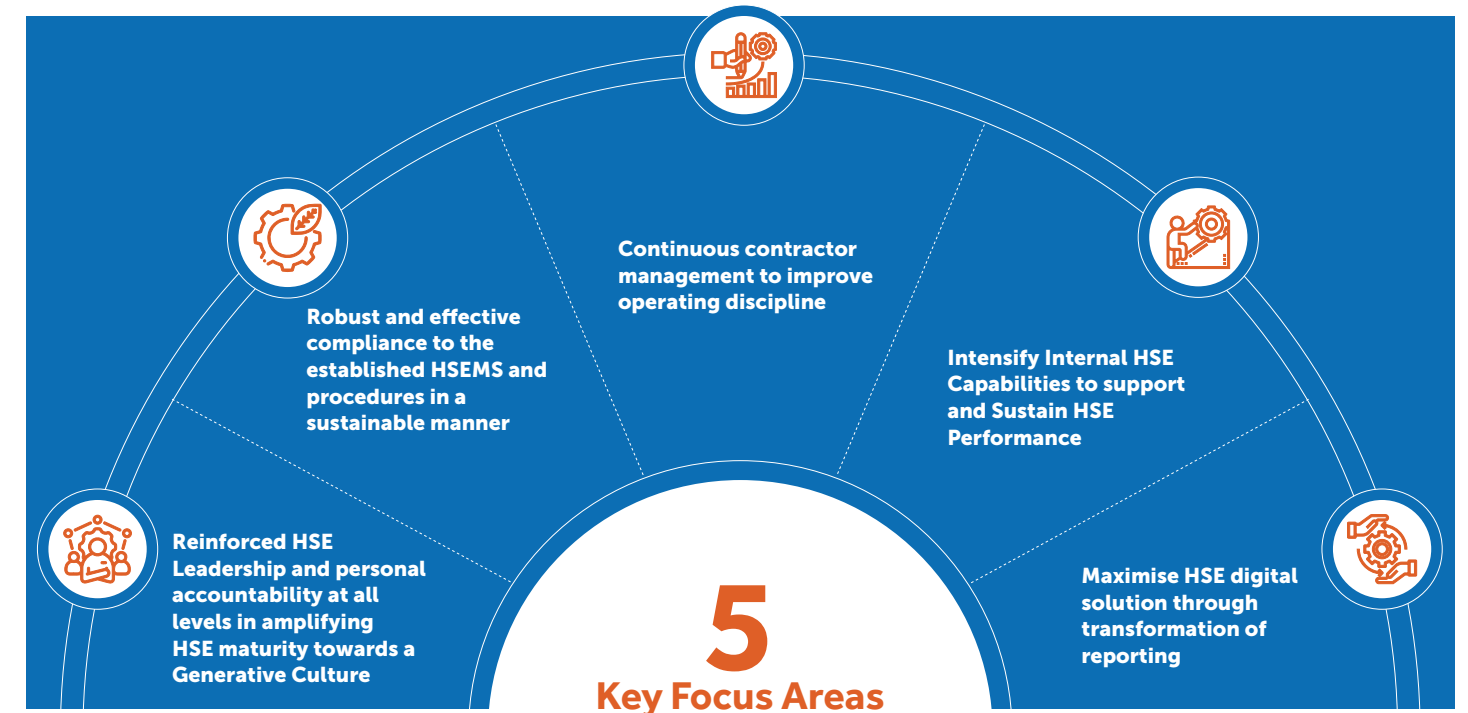 Reinforced HSE
Leadership and personal
accountability at all
levels in amplifying
HSE maturity towards a
Generative Culture
Robust and effective
compliance to the
established HSEMS and
procedures in a
sustainable manner
Continuous contractor
management to improve
operating discipline
Intensify Internal HSE
Capabilities to support
and Sustain HSE
Performance
Maximise HSE digital
solution through
transformation of
reporting
5
Key Focus Areas